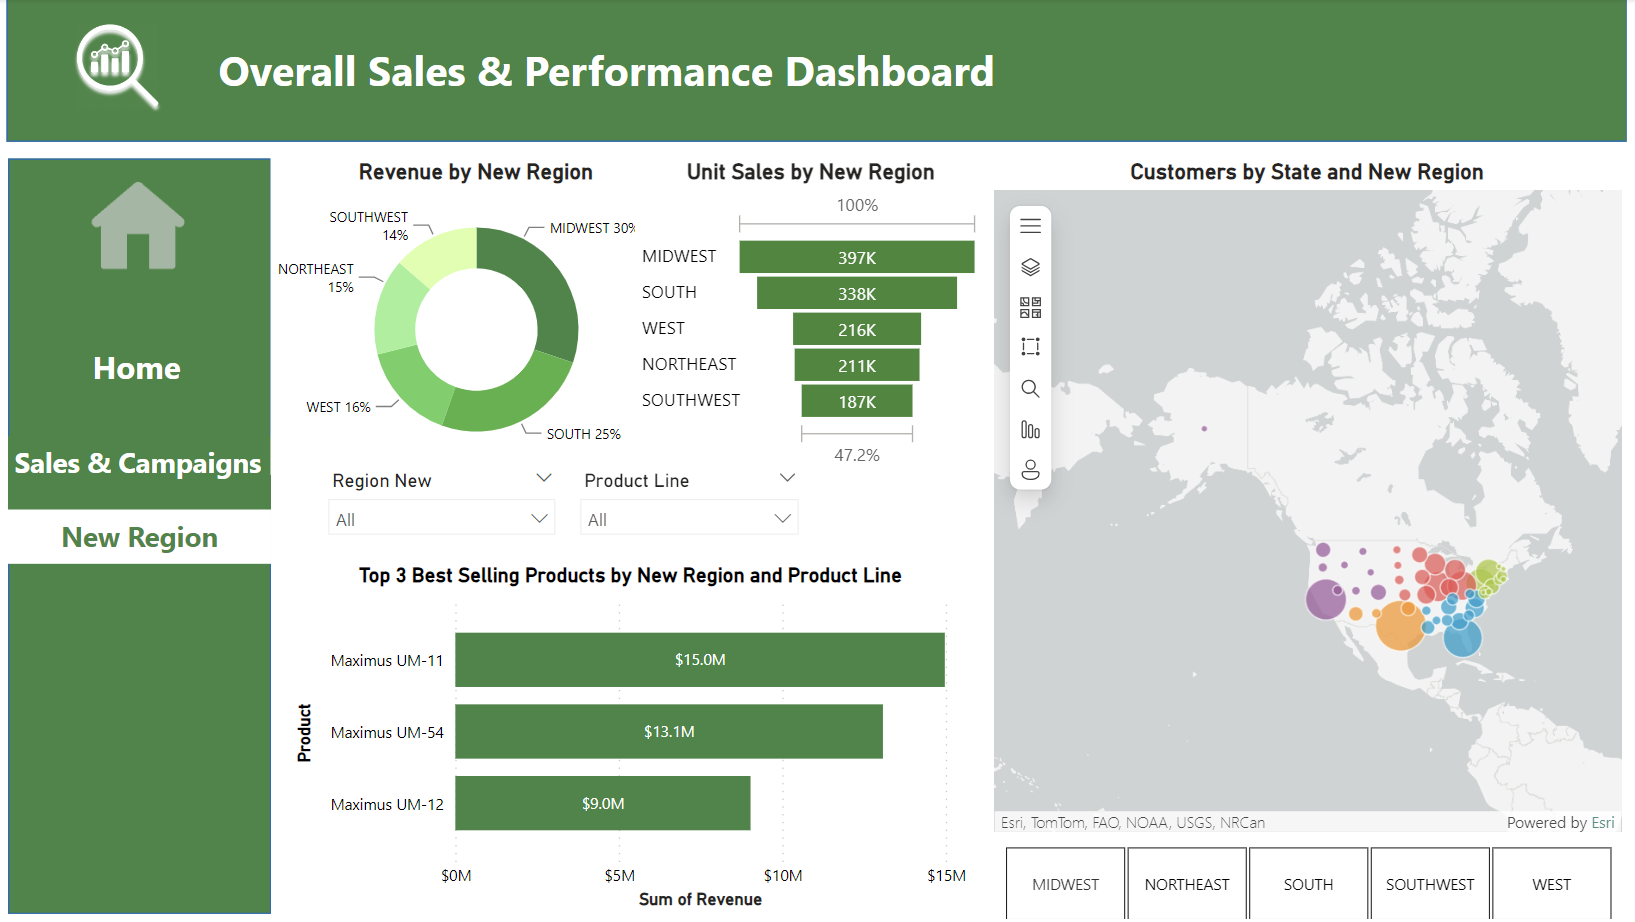 Overall Sales & Performance Dashboard
Home
Sales & Campaigns
New Region
Revenue by New Region
SOUTHWEST
14%
MIDWEST 30%
NORTHEAST
15%
WEST 16%
SOUTH 25%
Unit Sales by New Region
100%
MIDWEST 397K
SOUTH 338K
WEST 216K
NORTHEAST 211K
SOUTHWEST 187K
47.2%
Region New
All
Product Line
All
Top 3 Best Selling Products by New Region and Product Line
Product
Maximus UM-11 $15.0M
Maximus UM-54 $13.1M
Maximus UM-12 $9.0M
$0M $5M $10M $15M
Sum of Revenue
Customers by State and New Region
Esri, TomTom, FAO, NOAA, USGS, NRCan
Powered by Esri
MIDWEST NORTHEAST SOUTH SOUTHWEST WEST